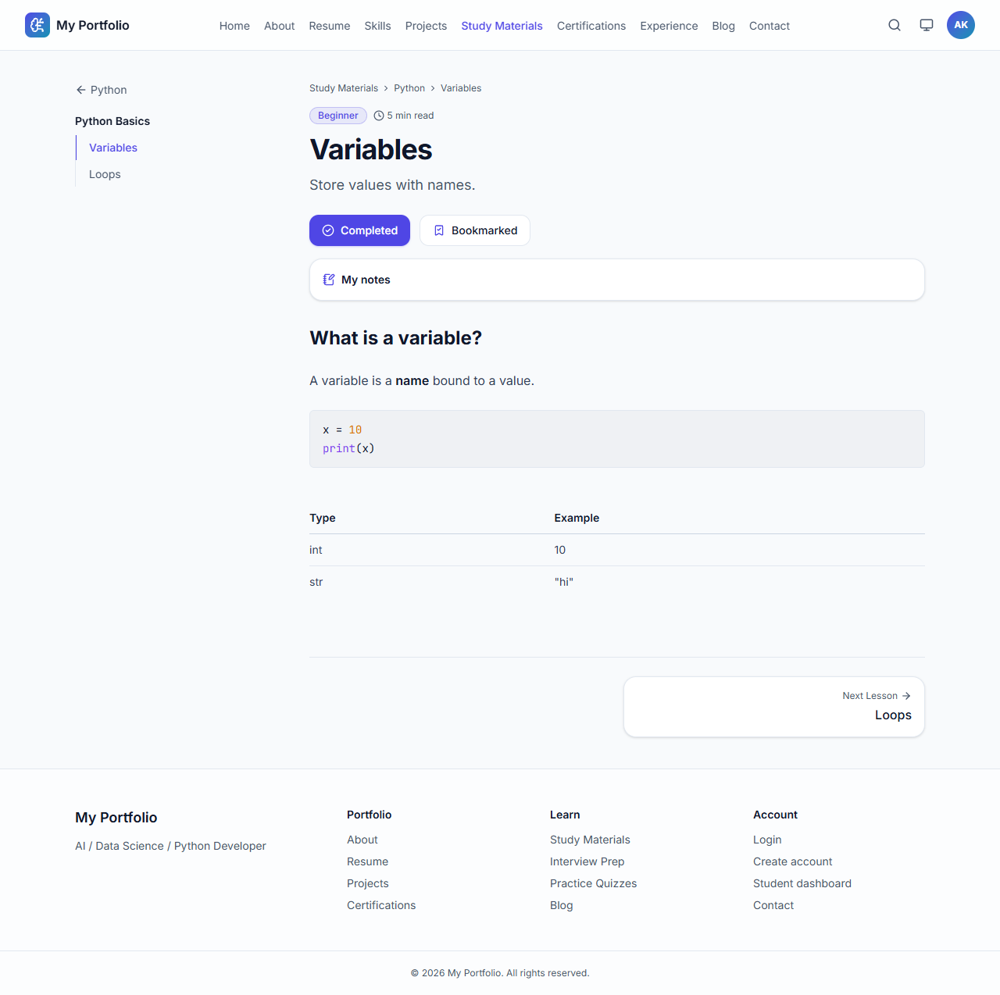 My Portfolio
Home About Resume Skills Projects Study Materials Certifications Experience Blog Contact
AK
Python
Python Basics
Variables
Loops
Study Materials > Python > Variables
Beginner 5 min read
Variables
Store values with names.
Completed Bookmarked
My notes
What is a variable?
A variable is a name bound to a value.
x = 10
print(x)
Type Example
int 10
str "hi"
Next Lesson →
Loops
My Portfolio
AI / Data Science / Python Developer
Portfolio
About
Resume
Projects
Certifications
Learn
Study Materials
Interview Prep
Practice Quizzes
Blog
Account
Login
Create account
Student dashboard
Contact
© 2026 My Portfolio. All rights reserved.